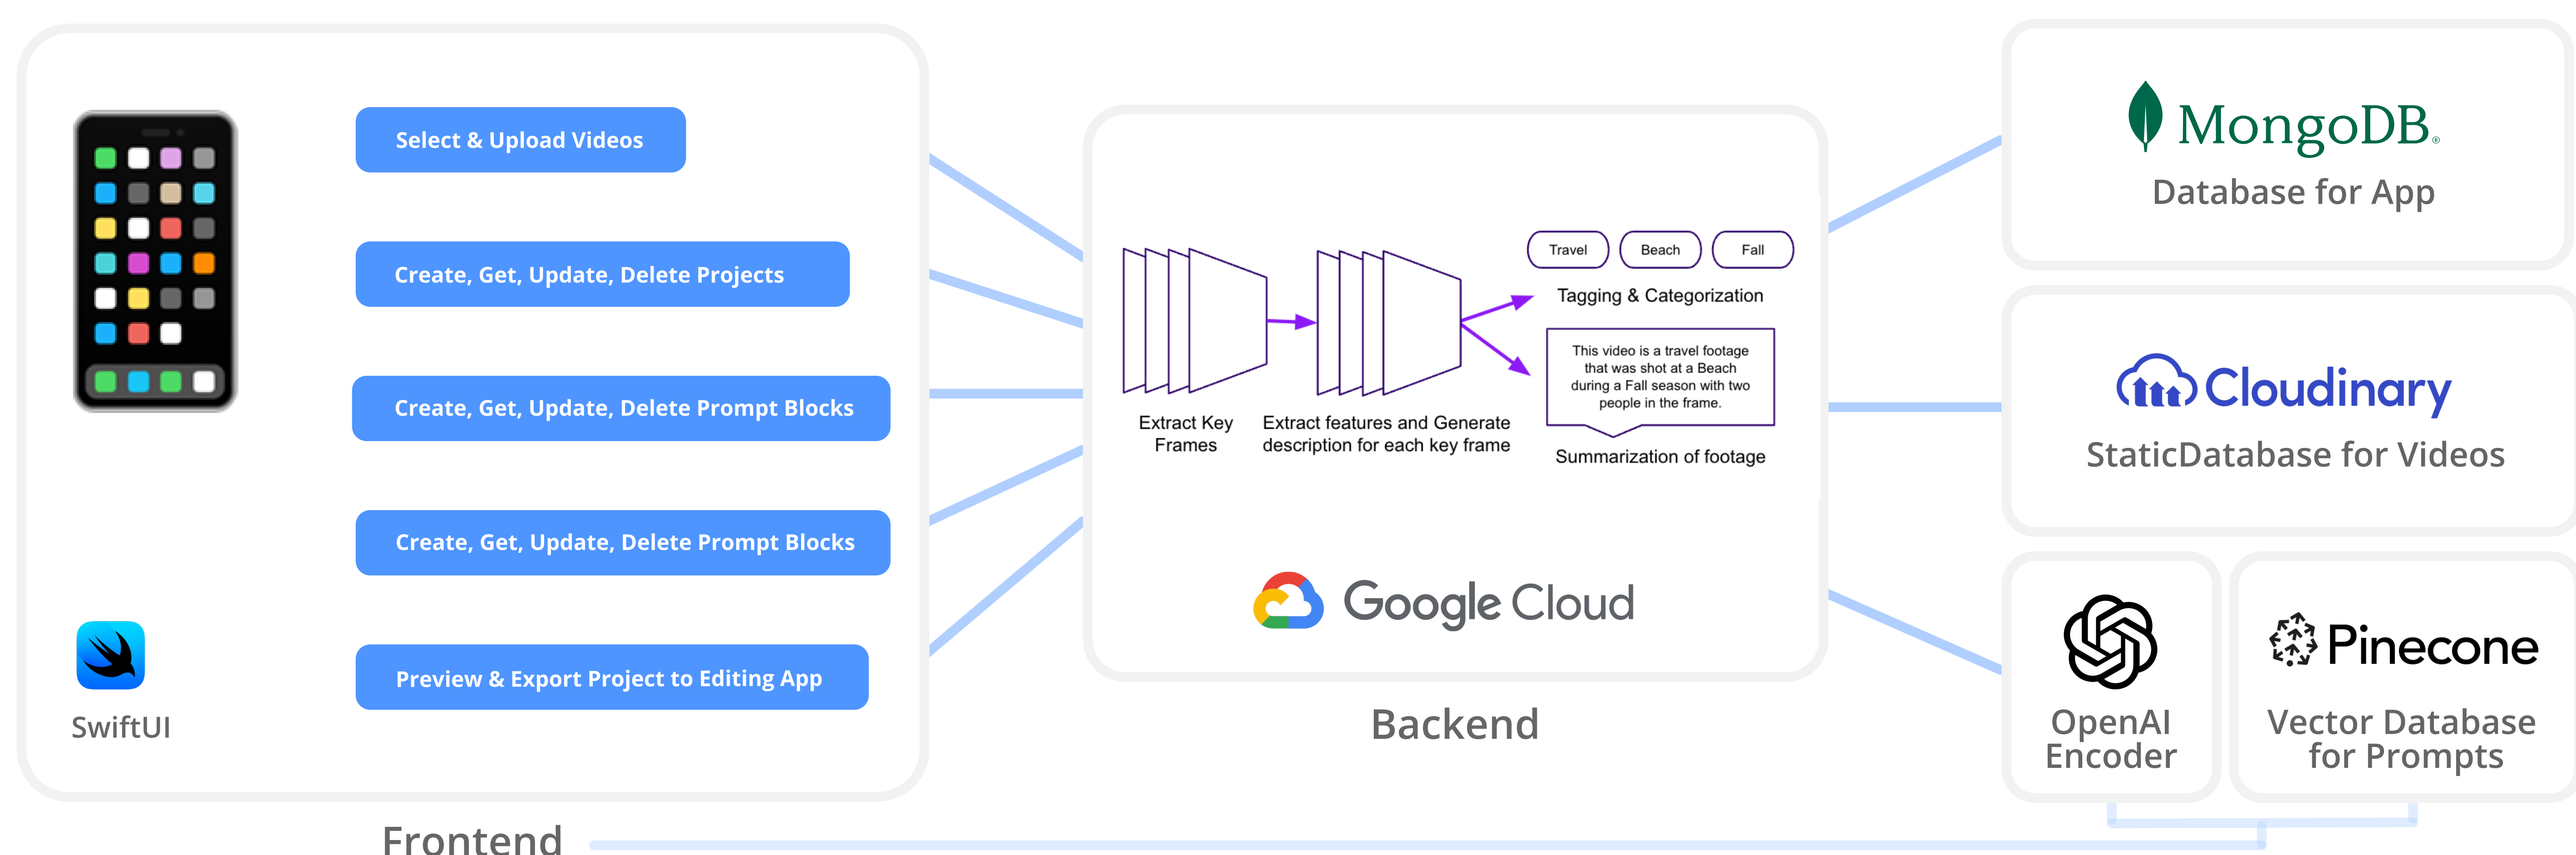 Select & Upload Videos
Create, Get, Update, Delete Projects
Create, Get, Update, Delete Prompt Blocks
Create, Get, Update, Delete Prompt Blocks
Preview & Export Project to Editing App
SwiftUI
Frontend
Travel
Beach
Fall
Tagging & Categorization
This video is a travel footage
that was shot at a Beach
during a Fall season with two
people in the frame.
Summarization of footage
Extract Key
Frames
Extract features and Generate
description for each key frame
Google Cloud
Backend
MongoDB®
Database for App
Cloudinary
StaticDatabase for Videos
OpenAI
Encoder
Pinecone
Vector Database
for Prompts